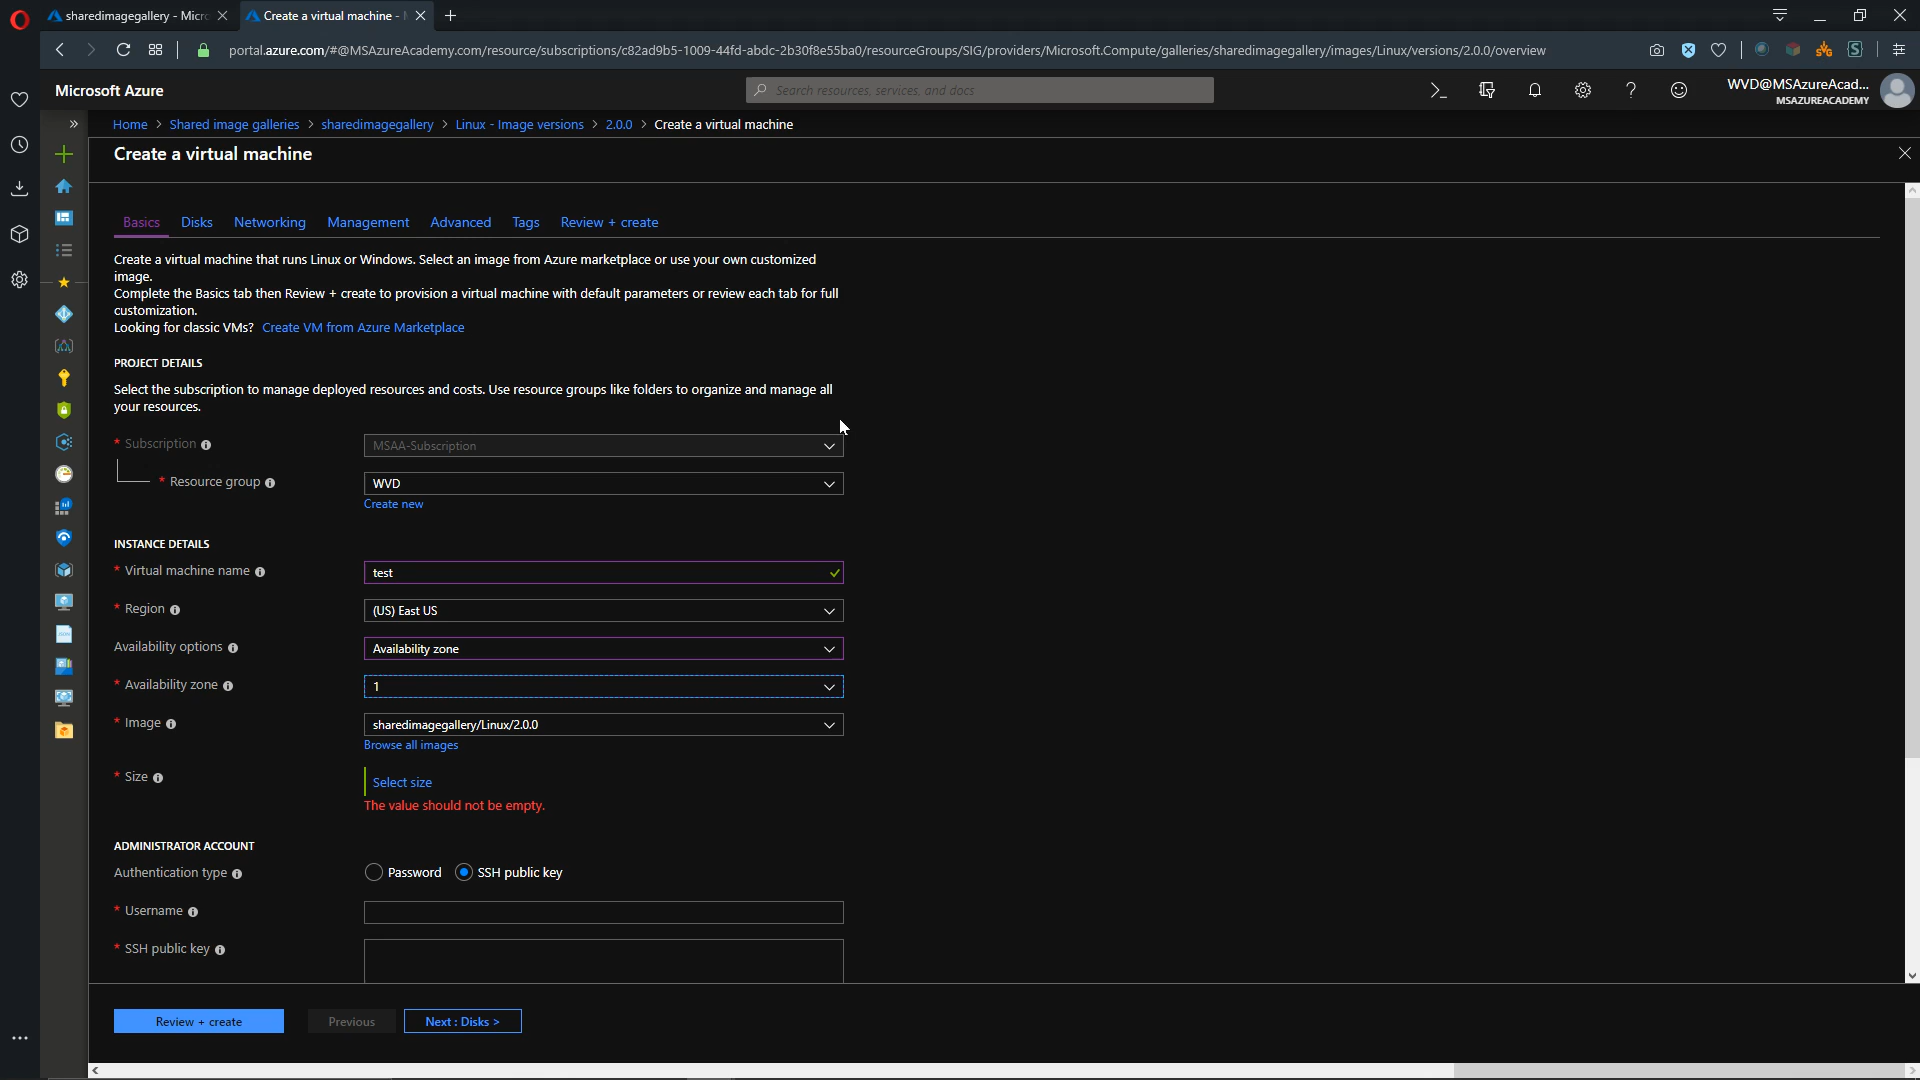 sharedimagegallery - Micro
Create a virtual machine -
portal.azure.com/#@MSAzureAcademy.com/resource/subscriptions/c82ad9b5-1009-44fd-abdc-2b30f8e55ba0/resourceGroups/SIG/providers/Microsoft.Compute/galleries/sharedimagegallery/images/Linux/versions/2.0.0/overview
Microsoft Azure
Search resources, services, and docs
WVD@MSAzureAcad...
MSAZUREACADEMY
Home > Shared image galleries > sharedimagegallery > Linux - Image versions > 2.0.0 > Create a virtual machine
Create a virtual machine
Basics Disks Networking Management Advanced Tags Review + create
Create a virtual machine that runs Linux or Windows. Select an image from Azure marketplace or use your own customized
image.
Complete the Basics tab then Review + create to provision a virtual machine with default parameters or review each tab for full
customization.
Looking for classic VMs? Create VM from Azure Marketplace
PROJECT DETAILS
Select the subscription to manage deployed resources and costs. Use resource groups like folders to organize and manage all
your resources.
* Subscription MSAA-Subscription
* Resource group WVD
Create new
INSTANCE DETAILS
* Virtual machine name test
* Region (US) East US
Availability options Availability zone
* Availability zone 1
* Image sharedimagegallery/Linux/2.0.0
Browse all images
* Size Select size
The value should not be empty.
ADMINISTRATOR ACCOUNT
Authentication type Password SSH public key
* Username
* SSH public key
Review + create Previous Next : Disks >